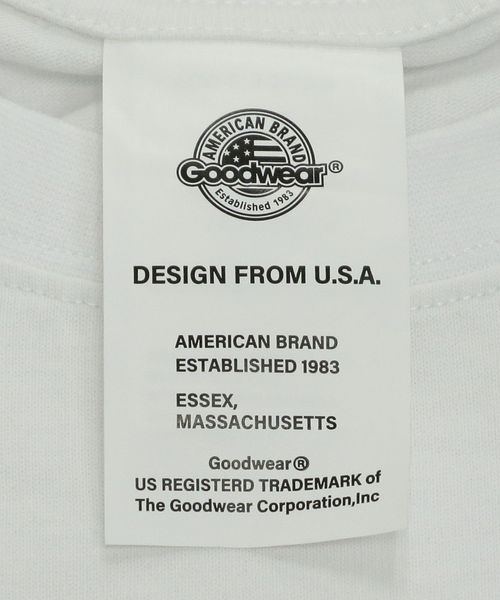 AMERICAN BRAND
Goodwear®
Established 1983
DESIGN FROM U.S.A.
AMERICAN BRAND
ESTABLISHED 1983
ESSEX,
MASSACHUSETTS
Goodwear®
US REGISTERD TRADEMARK of
The Goodwear Corporation,Inc